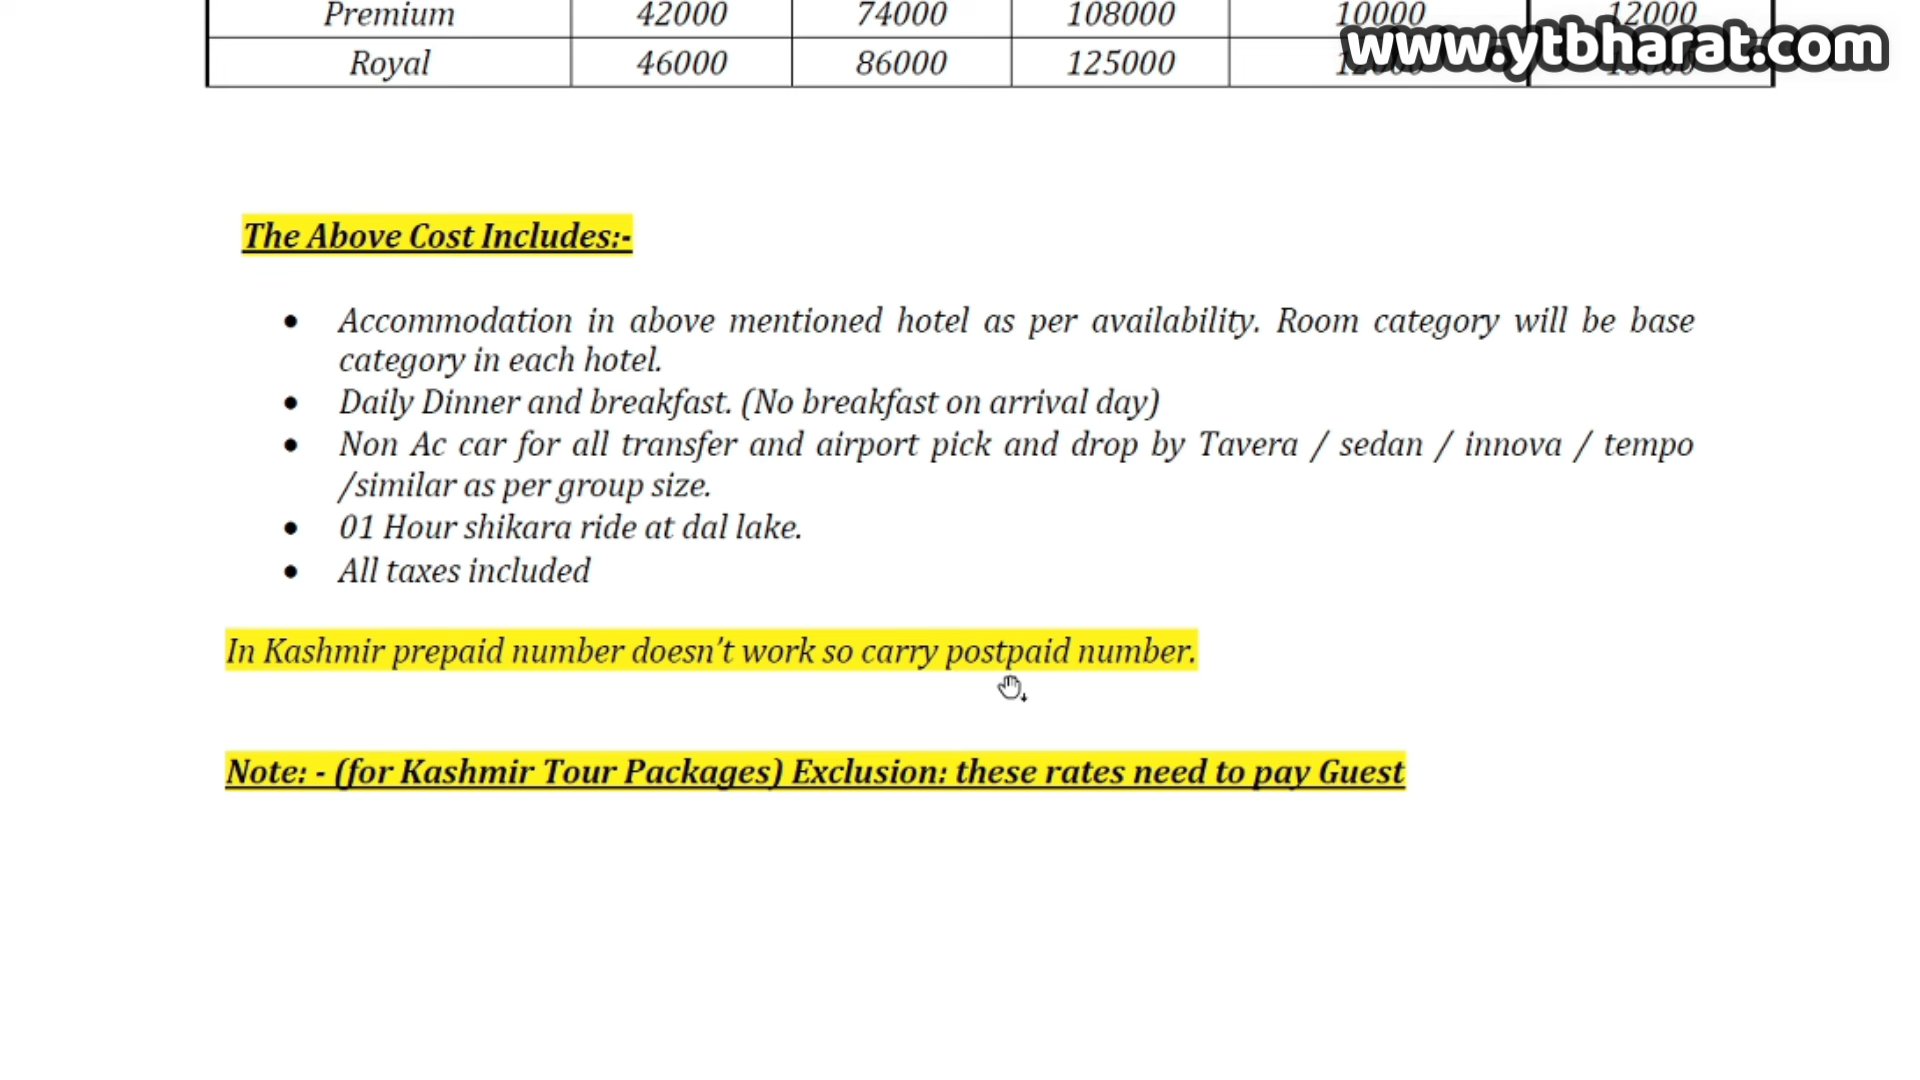 Premium 42000 74000 108000 10000 12000
www.ytbharat.com
Royal 46000 86000 125000
The Above Cost Includes:-
• Accommodation in above mentioned hotel as per availability. Room category will be base
category in each hotel.
• Daily Dinner and breakfast. (No breakfast on arrival day)
• Non Ac car for all transfer and airport pick and drop by Tavera / sedan / innova / tempo
/similar as per group size.
• 01 Hour shikara ride at dal lake.
• All taxes included
In Kashmir prepaid number doesn't work so carry postpaid number.
Note: - (for Kashmir Tour Packages) Exclusion: these rates need to pay Guest